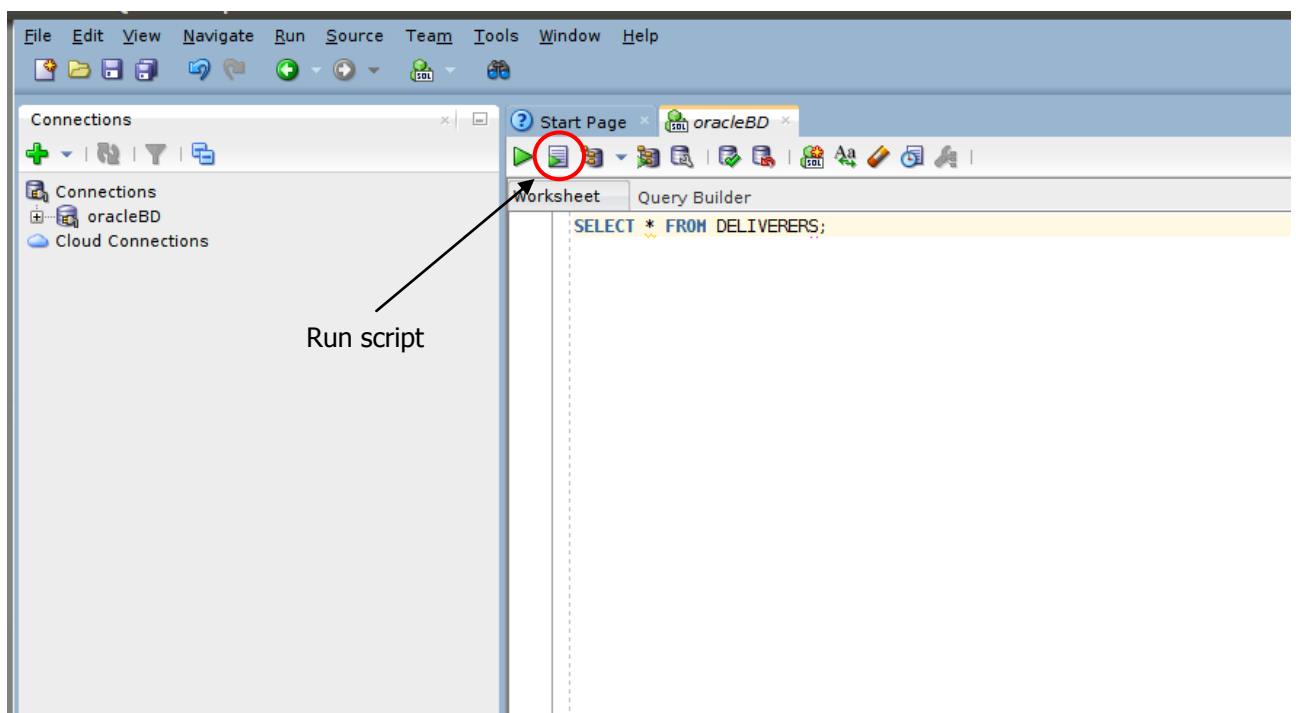 File Edit View Navigate Run Source Team Tools Window Help
Connections
Start Page
oracleBD
Connections
oracleBD
Cloud Connections
Worksheet
Query Builder
SELECT * FROM DELIVERERS;
Run script